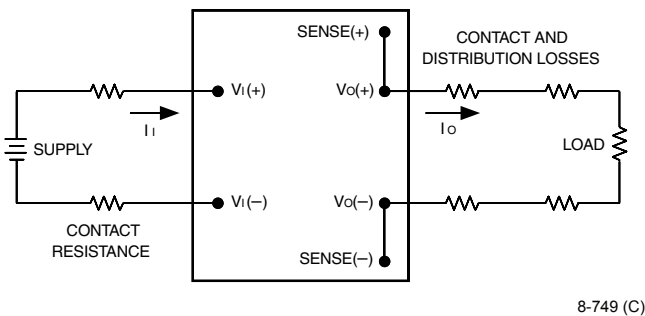 SENSE(+)
CONTACT AND
DISTRIBUTION LOSSES
VI(+)
VO(+)
II
IO
SUPPLY
LOAD
VI(–)
VO(–)
CONTACT
RESISTANCE
SENSE(–)
8-749 (C)